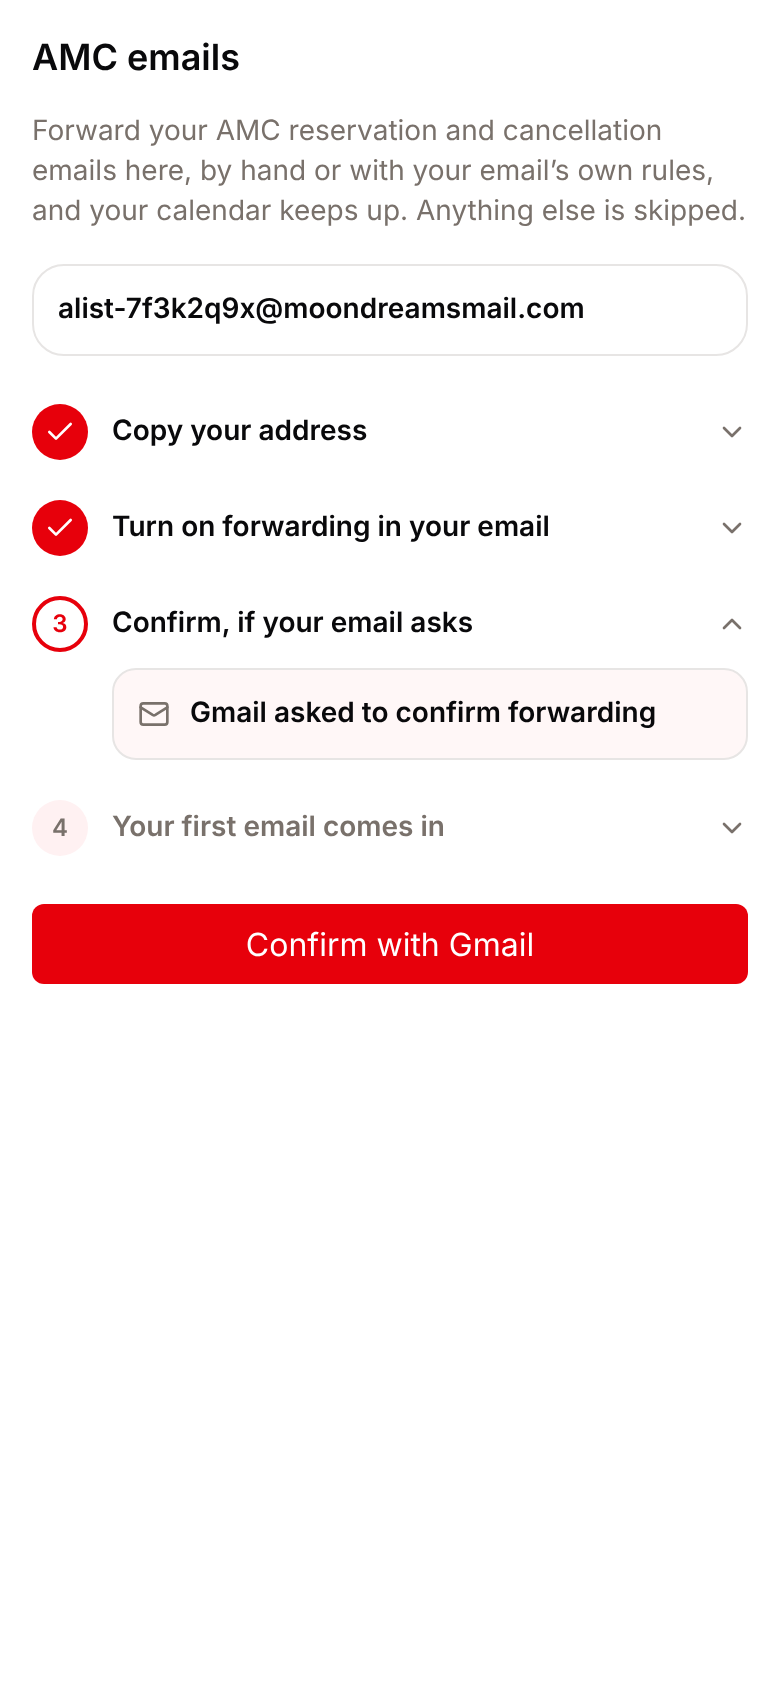 AMC emails
Forward your AMC reservation and cancellation
emails here, by hand or with your email’s own rules,
and your calendar keeps up. Anything else is skipped.
alist-7f3k2q9x@moondreamsmail.com
Copy your address
Turn on forwarding in your email
3 Confirm, if your email asks
Gmail asked to confirm forwarding
4 Your first email comes in
Confirm with Gmail